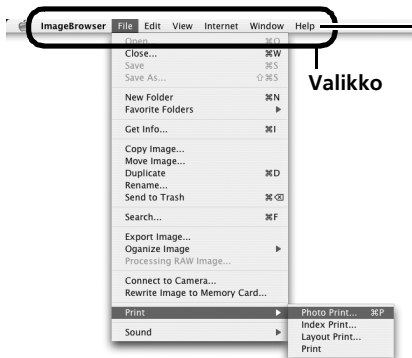 ImageBrowser File Edit View Internet Window Help
Open... ⌘O
Close... ⌘W
Save ⌘S
Save As... ⇧⌘S
Valikko
New Folder ⌘N
Favorite Folders ▶
Get Info... ⌘I
Copy Image...
Move Image...
Duplicate ⌘D
Rename...
Send to Trash ⌘⌫
Search... ⌘F
Export Image...
Oganize Image ▶
Processing RAW Image...
Connect to Camera...
Rewrite Image to Memory Card...
Print ▶ Photo Print... ⌘P
Index Print...
Layout Print...
Print
Sound ▶